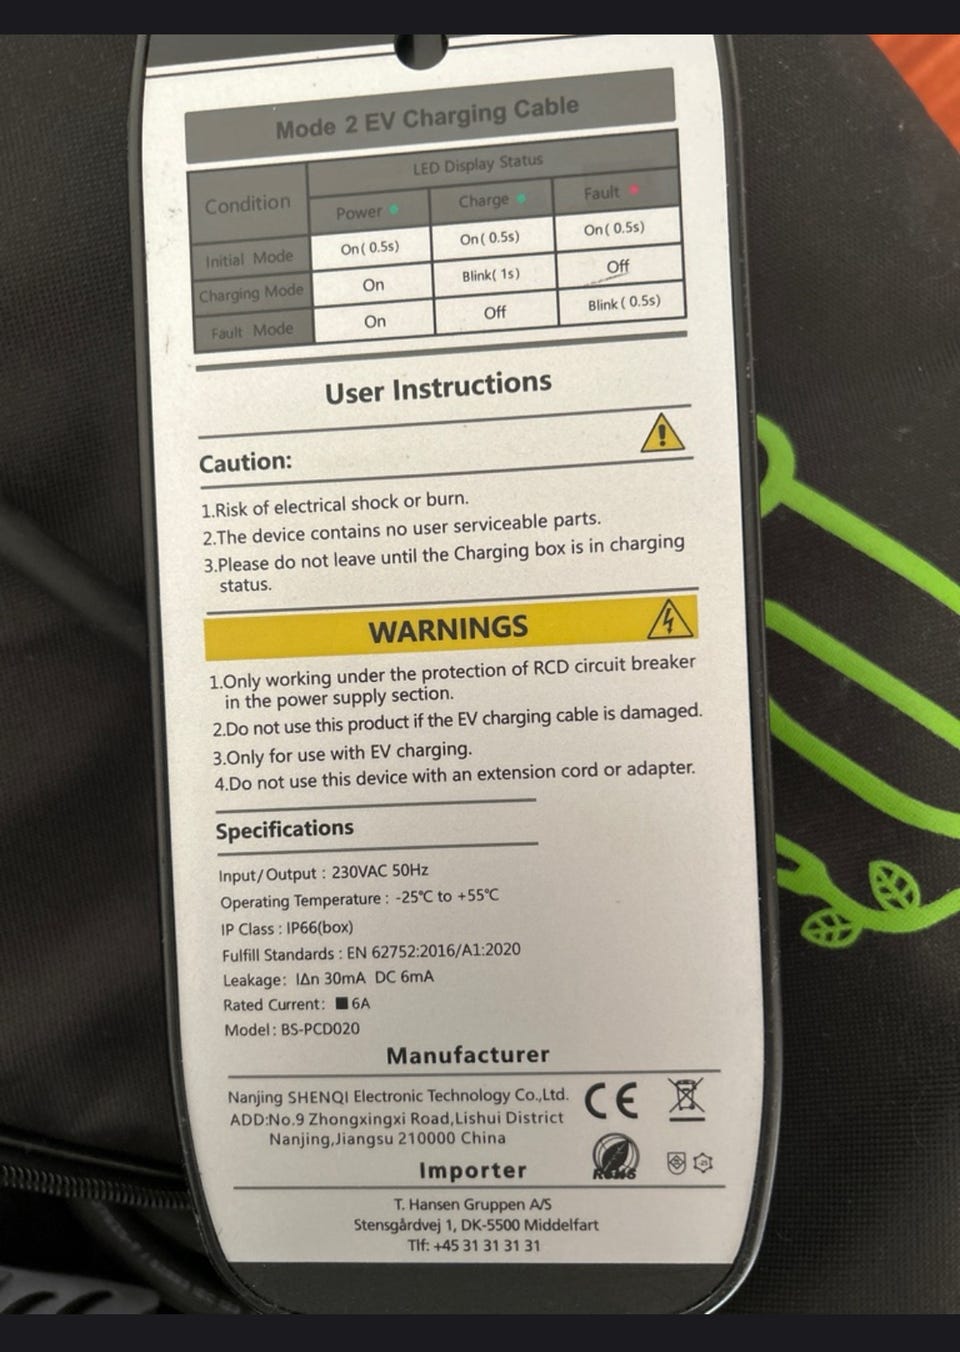 Mode 2 EV Charging Cable
Condition LED Display Status
Power Charge Fault
Initial Mode On( 0.5s) On( 0.5s) On( 0.5s)
Charging Mode On Blink( 1s) Off
Fault Mode On Off Blink( 0.5s)
User Instructions
Caution:
1.Risk of electrical shock or burn.
2.The device contains no user serviceable parts.
3.Please do not leave until the Charging box is in charging
status.
WARNINGS
1.Only working under the protection of RCD circuit breaker
in the power supply section.
2.Do not use this product if the EV charging cable is damaged.
3.Only for use with EV charging.
4.Do not use this device with an extension cord or adapter.
Specifications
Input/Output : 230VAC 50Hz
Operating Temperature : -25℃ to +55℃
IP Class : IP66(box)
Fulfill Standards : EN 62752:2016/A1:2020
Leakage: IΔn 30mA DC 6mA
Rated Current: ■ 6A
Model: BS-PCD020
Manufacturer
Nanjing SHENQI Electronic Technology Co.,Ltd.
ADD:No.9 Zhongxingxi Road,Lishui District
Nanjing,Jiangsu 210000 China
CE
RoHS
-25
Importer
T. Hansen Gruppen A/S
Stensgårdvej 1, DK-5500 Middelfart
Tlf: +45 31 31 31 31